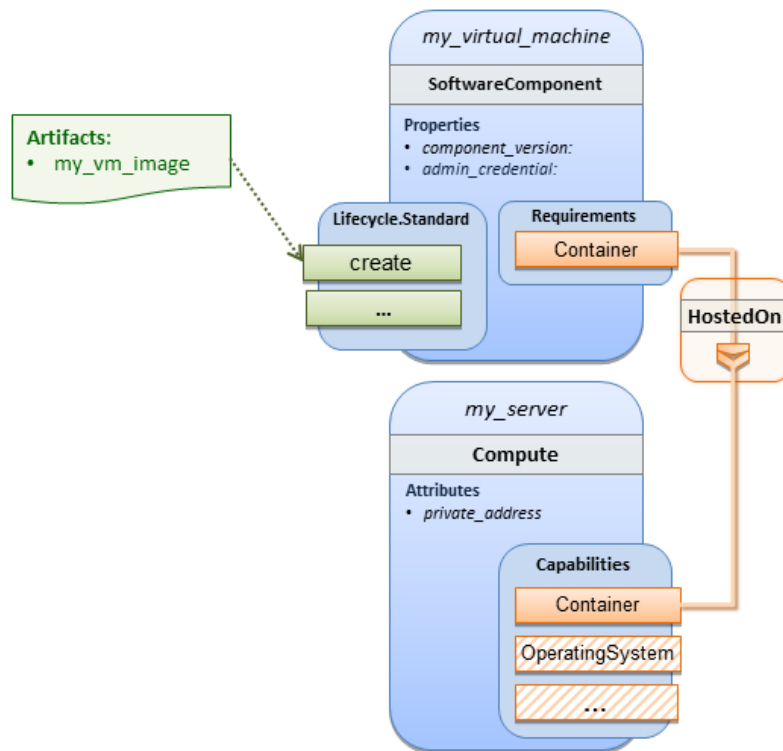 my_virtual_machine
SoftwareComponent
Artifacts:
• my_vm_image
Properties
• component_version:
• admin_credential:
Lifecycle.Standard
create
...
Requirements
Container
HostedOn
my_server
Compute
Attributes
• private_address
Capabilities
Container
OperatingSystem
...